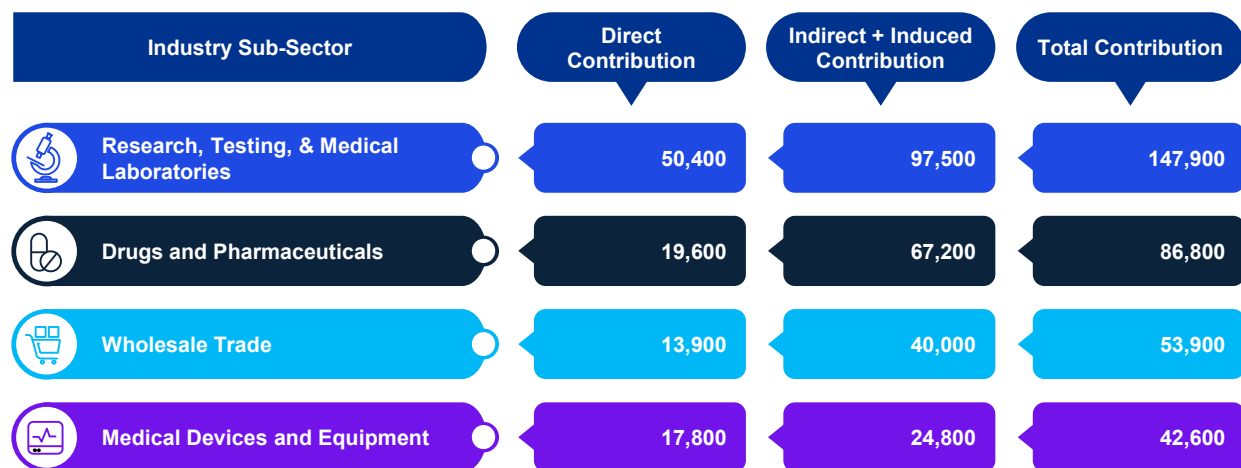 Industry Sub-Sector
Direct
Contribution
Indirect + Induced
Contribution
Total Contribution
Research, Testing, & Medical
Laboratories
50,400
97,500
147,900
Drugs and Pharmaceuticals
19,600
67,200
86,800
Wholesale Trade
13,900
40,000
53,900
Medical Devices and Equipment
17,800
24,800
42,600